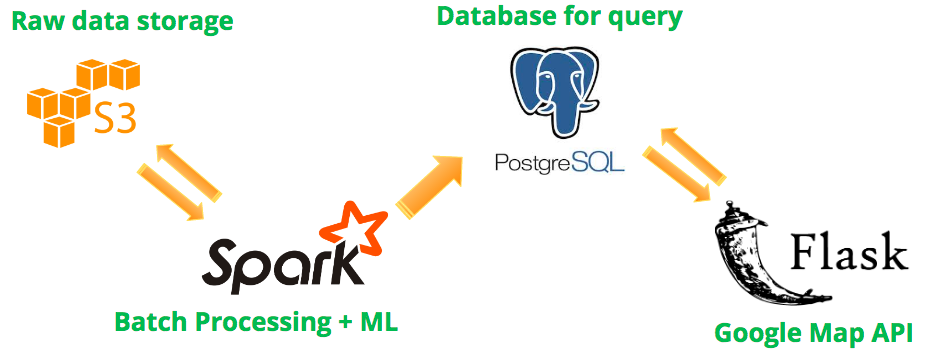 Raw data storage
Database for query
S3
PostgreSQL
Spark
Flask
Batch Processing + ML
Google Map API